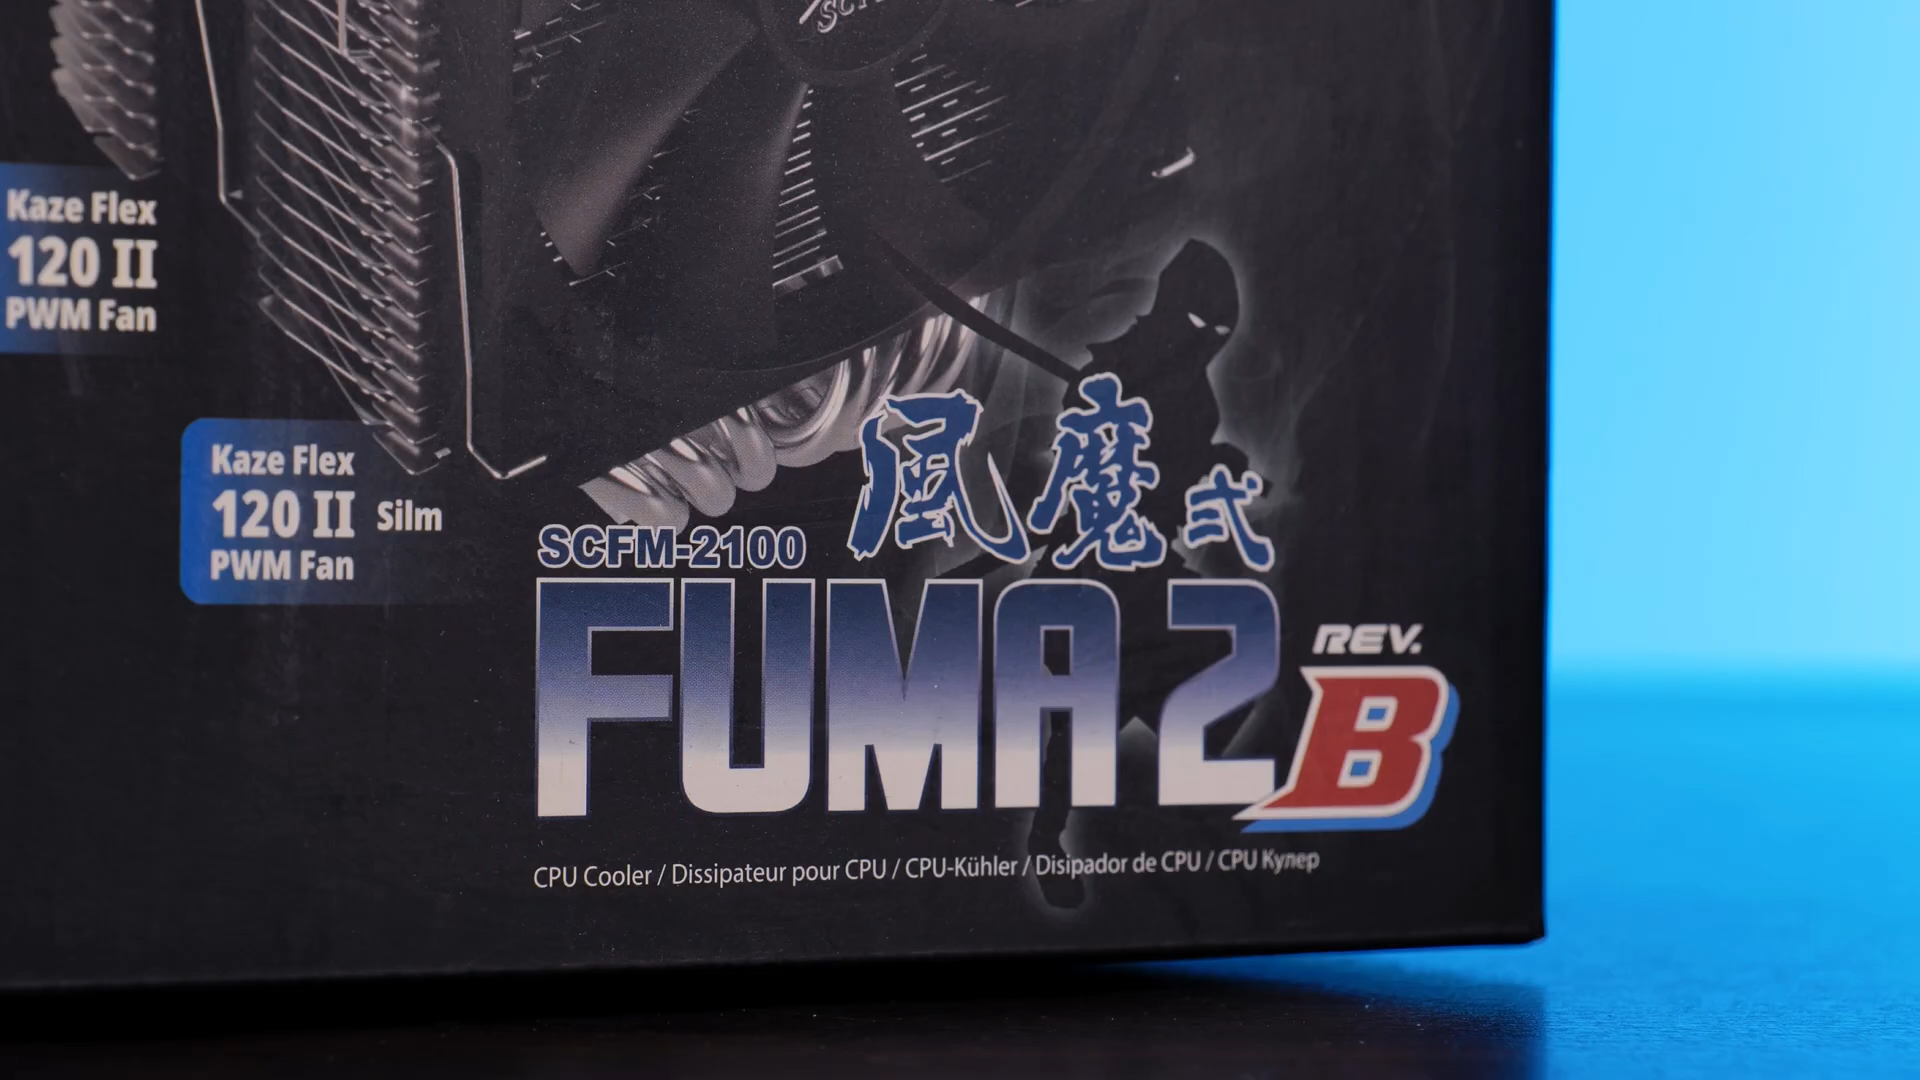 Kaze Flex
120 II
PWM Fan
Kaze Flex
120 II Silm
PWM Fan
風魔弐
SCFM-2100
FUMA 2
REV.
B
CPU Cooler / Dissipateur pour CPU / CPU-Kühler / Disipador de CPU / CPU Кулер